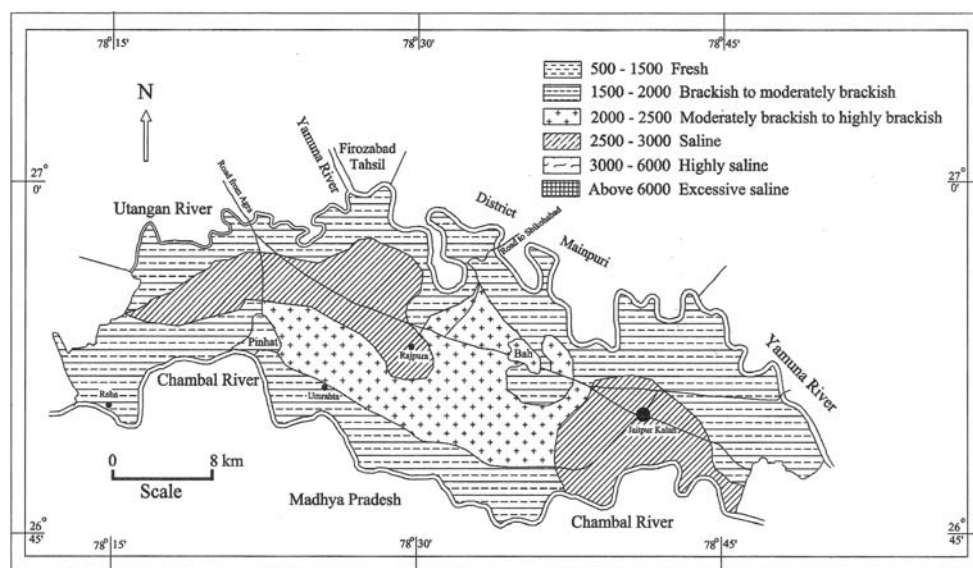 78° 15'
78° 30'
78° 45'
500 - 1500 Fresh
1500 - 2000 Brackish to moderately brackish
2000 - 2500 Moderately brackish to highly brackish
2500 - 3000 Saline
3000 - 6000 Highly saline
Above 6000 Excessive saline
N
27° 0'
27° 0'
Yamuna River
Firozabad
Tahsil
Road from Agra
Utangan River
District
Road to Shikohabad
Mainpuri
Pinhat
Rajpura
Bah
Yamuna River
Chambal River
Reha
Umrahta
Jaitpur Kalan
0 8 km
Scale
Madhya Pradesh
Chambal River
26° 45'
26° 45'
78° 15'
78° 30'
78° 45'